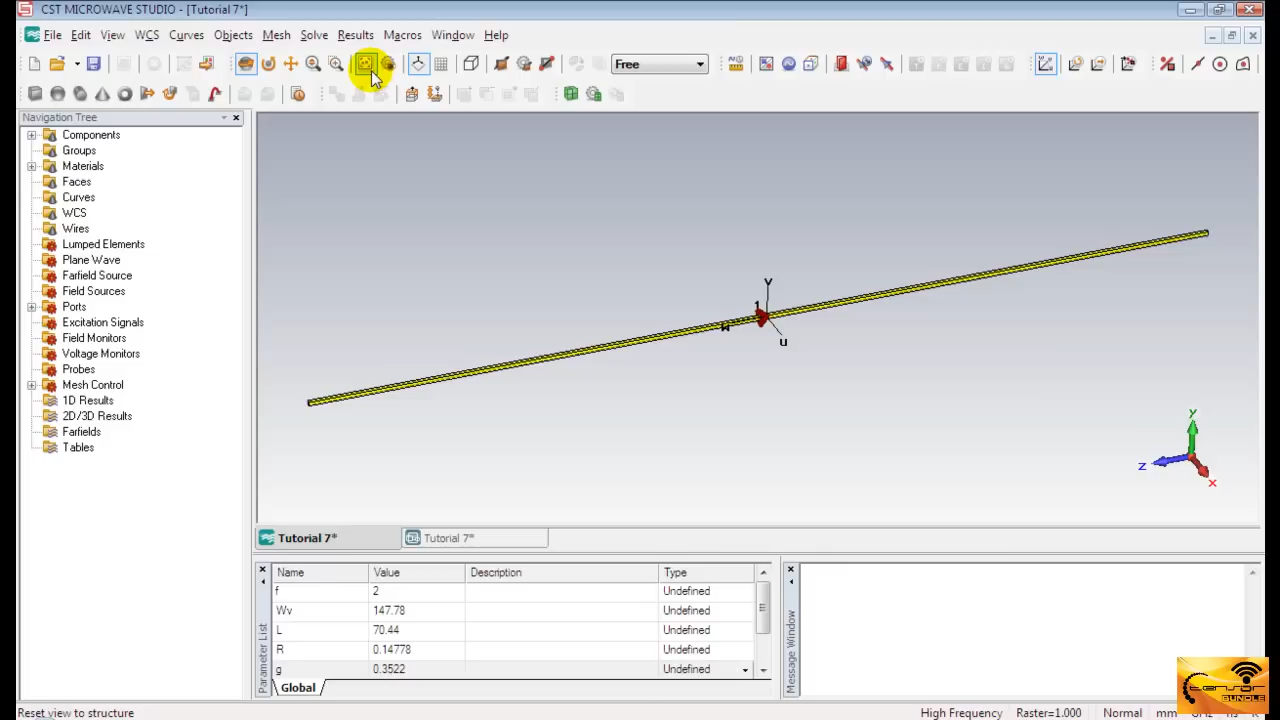 CST MICROWAVE STUDIO - [Tutorial 7*]
File Edit View WCS Curves Objects Mesh Solve Results Macros Window Help
Free
Navigation Tree
Components
Groups
Materials
Faces
Curves
WCS
Wires
Lumped Elements
Plane Wave
Farfield Source
Field Sources
Ports
Excitation Signals
Field Monitors
Voltage Monitors
Probes
Mesh Control
1D Results
2D/3D Results
Farfields
Tables
v
1
w
u
y
z
x
Tutorial 7* Tutorial 7*
Name Value Description Type
f 2 Undefined
Wv 147.78 Undefined
L 70.44 Undefined
R 0.14778 Undefined
g 0.3522 Undefined
Global
Parameter List
Message Window
BUNDLE
Reset view to structure
High Frequency Raster=1.000 Normal mm